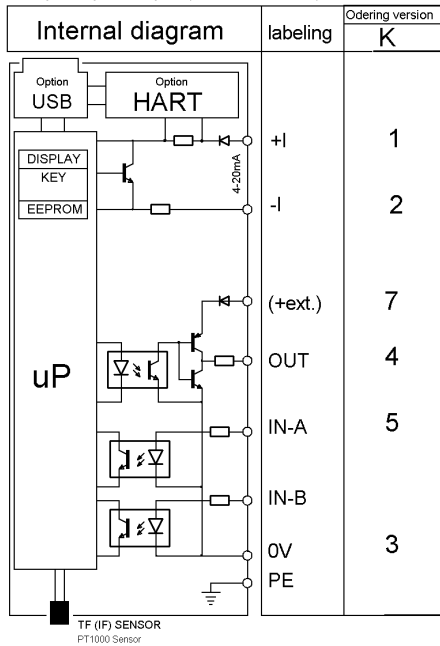 Internal diagram
labeling
Odering version
K
Option
USB
Option
HART
DISPLAY
KEY
EEPROM
4-20mA
+I
1
-I
2
(+ext.)
7
OUT
4
uP
IN-A
5
IN-B
0V
3
PE
TF (IF) SENSOR
PT1000 Sensor